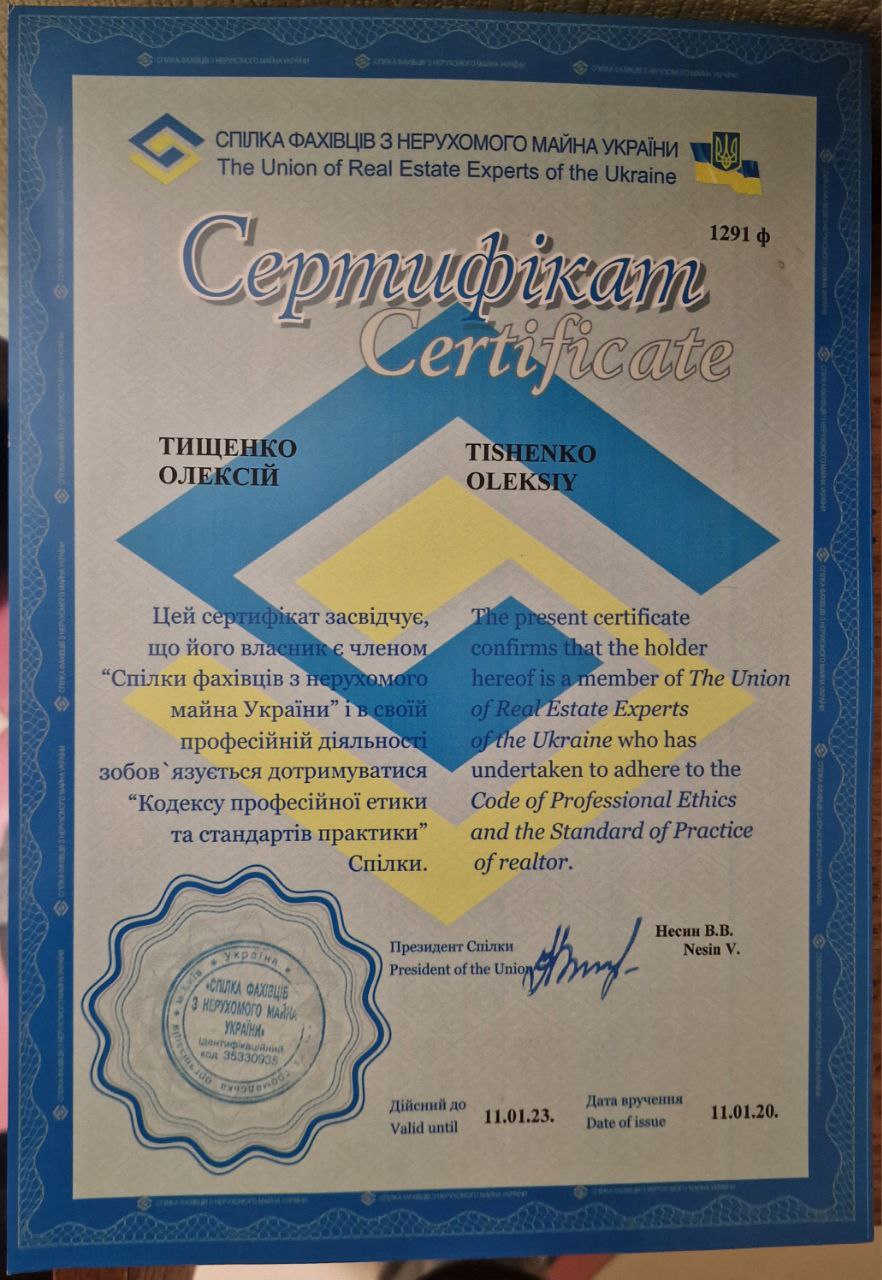 СПІЛКА ФАХІВЦІВ З НЕРУХОМОГО МАЙНА УКРАЇНИ
The Union of Real Estate Experts of the Ukraine
1291 ф
Сертифікат
Certificate
ТИЩЕНКО
ОЛЕКСІЙ
TISHENKO
OLEKSIY
Цей сертифікат засвідчує,
що його власник є членом
“Спілки фахівців з нерухомого
майна України” і в своїй
професійній діяльності
зобов`язується дотримуватися
“Кодексу професійної етики
та стандартів практики”
Спілки.
The present certificate
confirms that the holder
hereof is a member of The Union
of Real Estate Experts
of the Ukraine who has
undertaken to adhere to the
Code of Professional Ethics
and the Standard of Practice
of realtor.
Президент Спілки
President of the Union
Несин В.В.
Nesin V.
Україна
м.Київ
«СПІЛКА ФАХІВЦІВ
З НЕРУХОМОГО МАЙНА
УКРАЇНИ»
Ідентифікаційний
код 35330935
громадська організація
Дійсний до
Valid until
11.01.23.
Дата вручення
Date of issue
11.01.20.